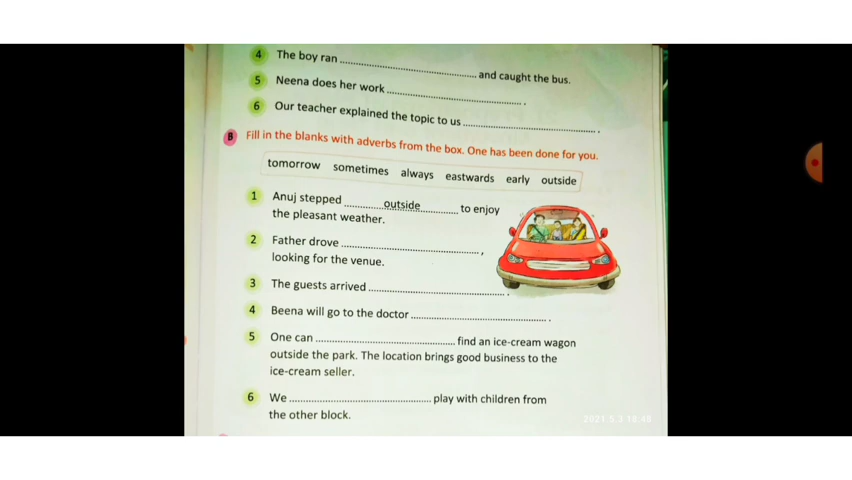 4 The boy ran ........................ and caught the bus.
5 Neena does her work ........................ .
6 Our teacher explained the topic to us ........................ .
B Fill in the blanks with adverbs from the box. One has been done for you.
tomorrow sometimes always eastwards early outside
1 Anuj stepped ............outside............ to enjoy
the pleasant weather.
2 Father drove ........................ ,
looking for the venue.
3 The guests arrived ........................ .
4 Beena will go to the doctor ........................ .
5 One can ........................ find an ice-cream wagon
outside the park. The location brings good business to the
ice-cream seller.
6 We ........................ play with children from
the other block.
2021.5.3 18:48